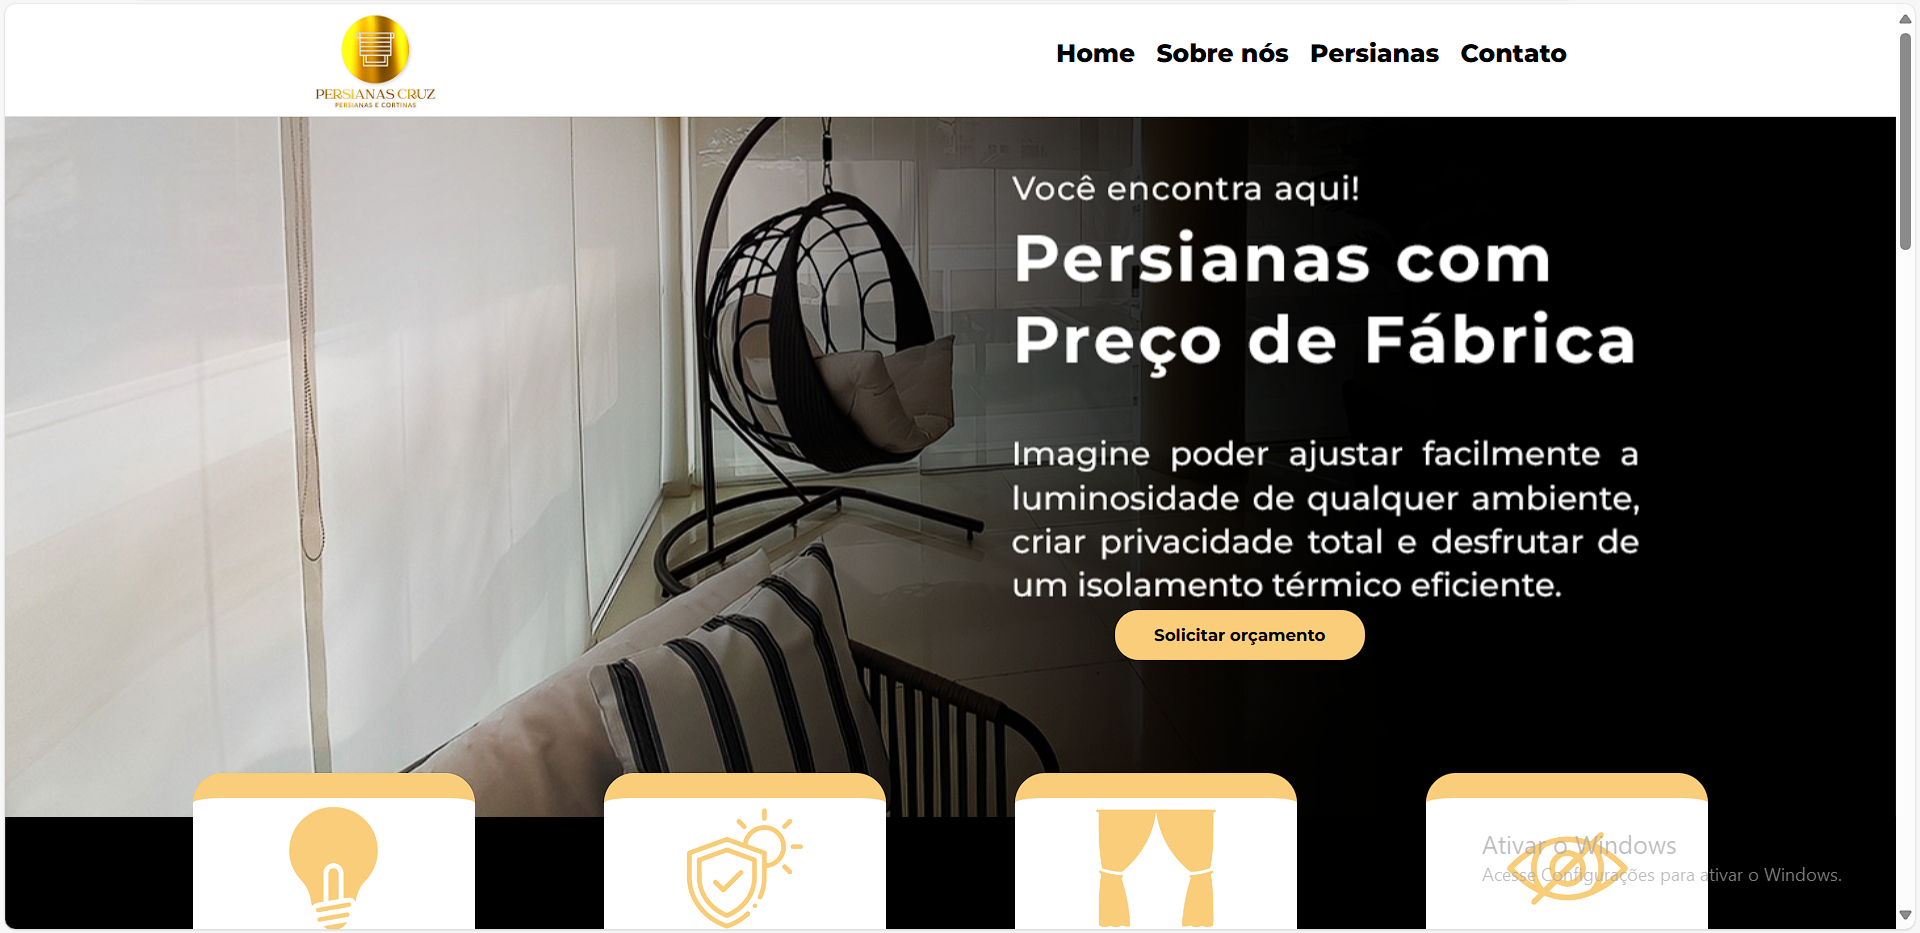 PERSIANAS CRUZ
PERSIANAS E CORTINAS
Home Sobre nós Persianas Contato
Você encontra aqui!
Persianas com
Preço de Fábrica
Imagine poder ajustar facilmente a
luminosidade de qualquer ambiente,
criar privacidade total e desfrutar de
um isolamento térmico eficiente.
Solicitar orçamento
Ativar o Windows
Acesse Configurações para ativar o Windows.